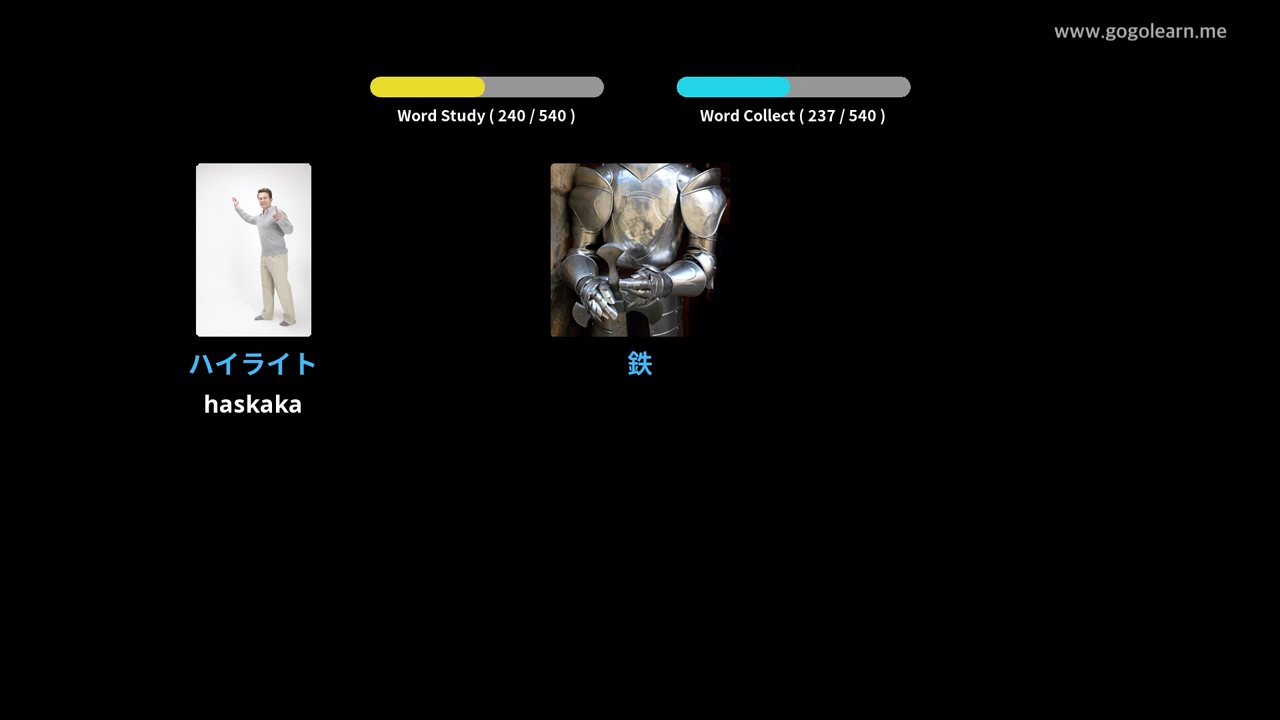 www.gogolearn.me
Word Study ( 240 / 540 )
Word Collect ( 237 / 540 )
ハイライト
鉄
haskaka